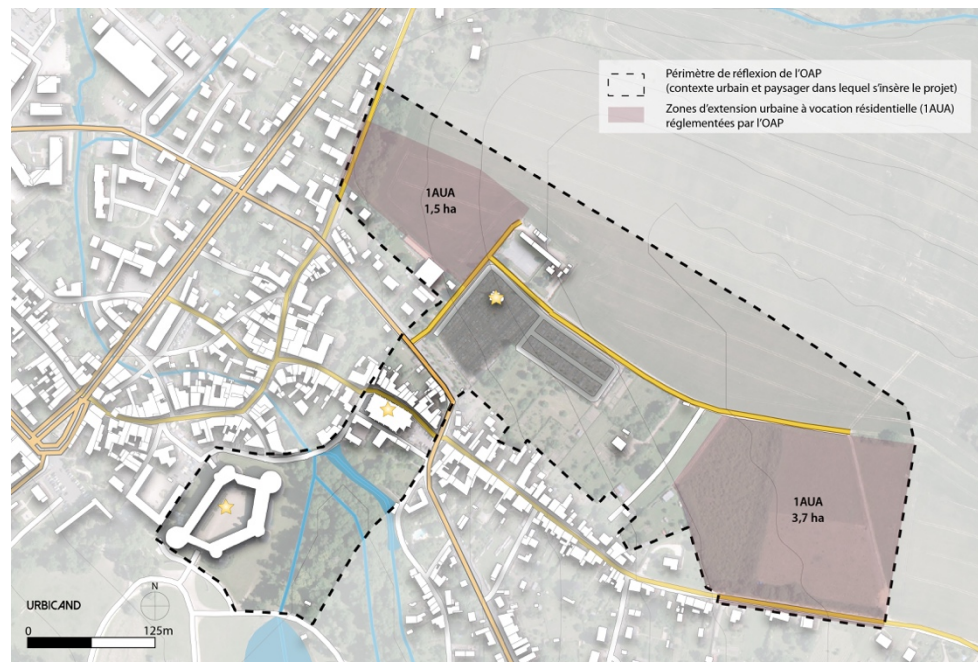 Périmètre de réflexion de l'OAP
(contexte urbain et paysager dans lequel s'insère le projet)
Zones d'extension urbaine à vocation résidentielle (1AUA)
réglementées par l'OAP
1AUA
1,5 ha
1AUA
3,7 ha
URBICAND
N
0
125m